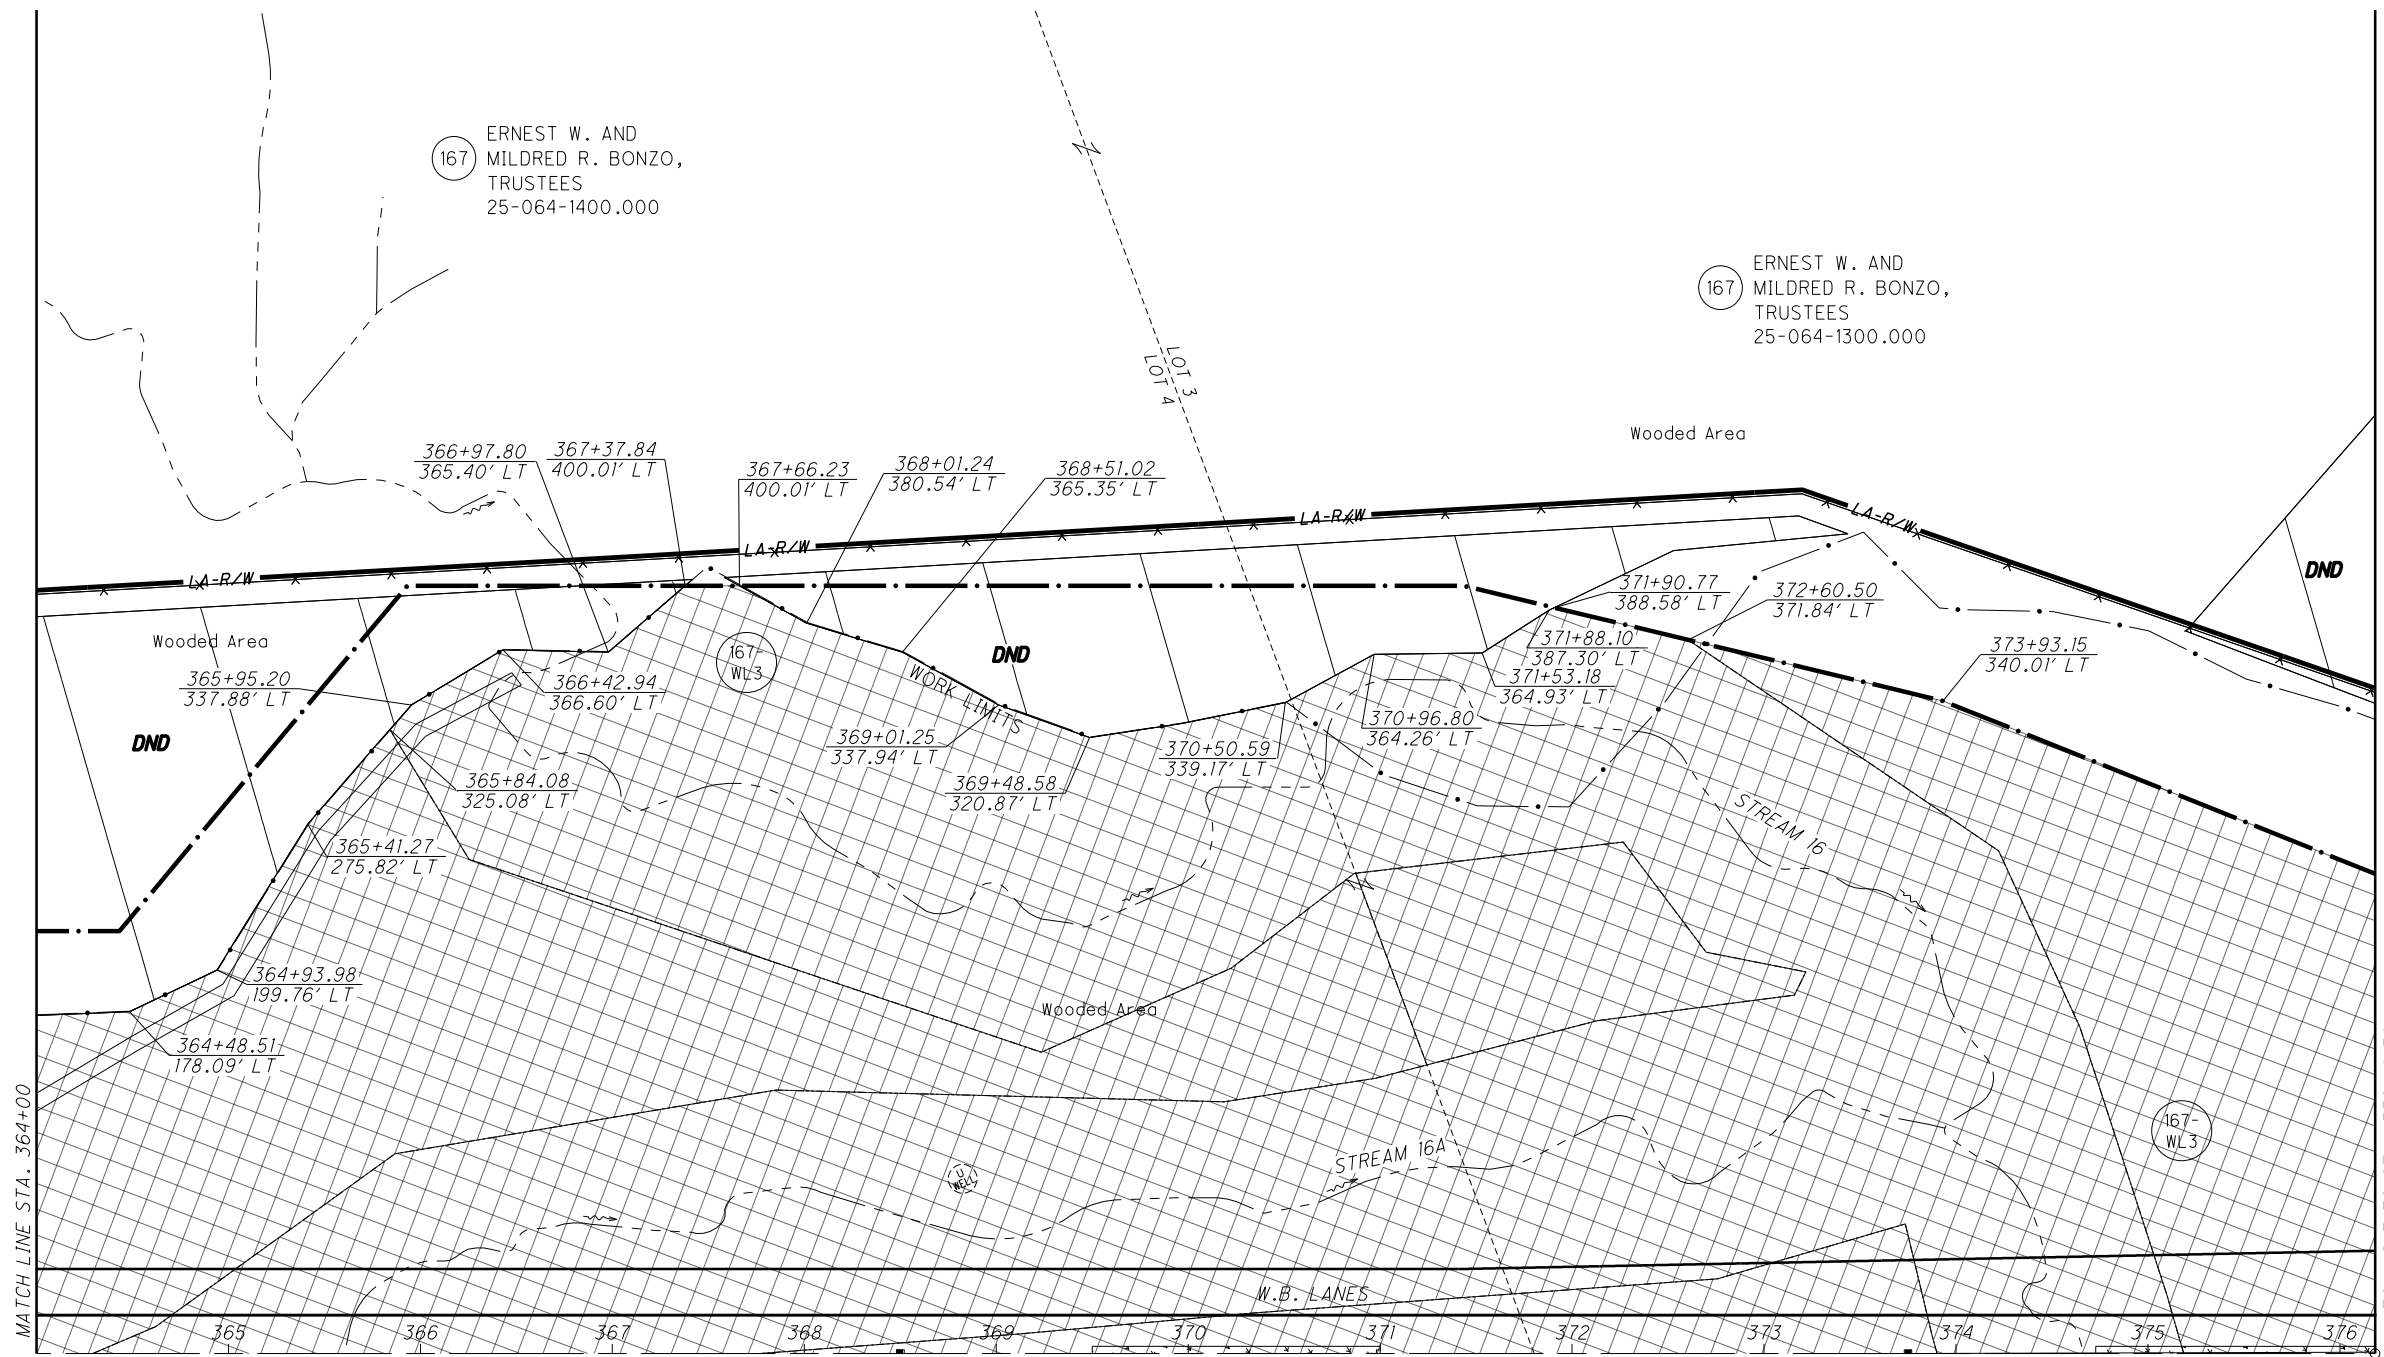 ERNEST W. AND
167 MILDRED R. BONZO,
TRUSTEES
25-064-1400.000
ERNEST W. AND
167 MILDRED R. BONZO,
TRUSTEES
25-064-1300.000
LOT 3
LOT 4
Wooded Area
366+97.80
365.40' LT
367+37.84
400.01' LT
367+66.23
400.01' LT
368+01.24
380.54' LT
368+51.02
365.35' LT
LA-R/W
LA-R/W
LA-R/W
LA-R/W
DND
371+90.77
388.58' LT
372+60.50
371.84' LT
Wooded Area
167-
WL3
DND
371+88.10
387.30' LT
373+93.15
340.01' LT
365+95.20
337.88' LT
366+42.94
366.60' LT
WORK LIMITS
371+53.18
364.93' LT
DND
369+01.25
337.94' LT
370+50.59
339.17' LT
370+96.80
364.26' LT
365+84.08
325.08' LT
369+48.58
320.87' LT
STREAM 16
365+41.27
275.82' LT
364+93.98
199.76' LT
Wooded Area
364+48.51
178.09' LT
167-
WL3
STREAM 16A
U
WELL
MATCH LINE STA. 364+00
W.B. LANES
365 366 367 368 369 370 371 372 373 374 375 376